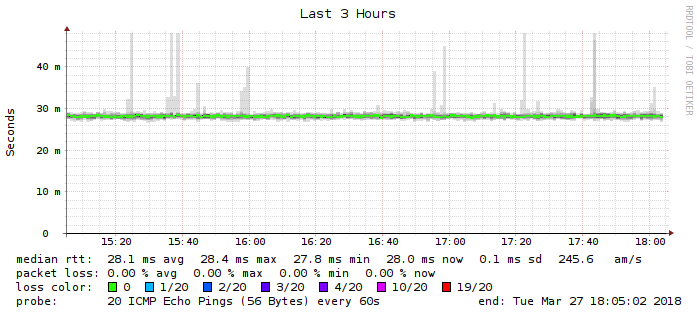 Last 3 Hours
RRDTOOL / TOBI OETIKER
Seconds
40 m
30 m
20 m
10 m
0
15:20 15:40 16:00 16:20 16:40 17:00 17:20 17:40 18:00
median rtt: 28.1 ms avg 28.4 ms max 27.8 ms min 28.0 ms now 0.1 ms sd 245.6 am/s
packet loss: 0.00 % avg 0.00 % max 0.00 % min 0.00 % now
loss color: 0 1/20 2/20 3/20 4/20 10/20 19/20
probe: 20 ICMP Echo Pings (56 Bytes) every 60s end: Tue Mar 27 18:05:02 2018